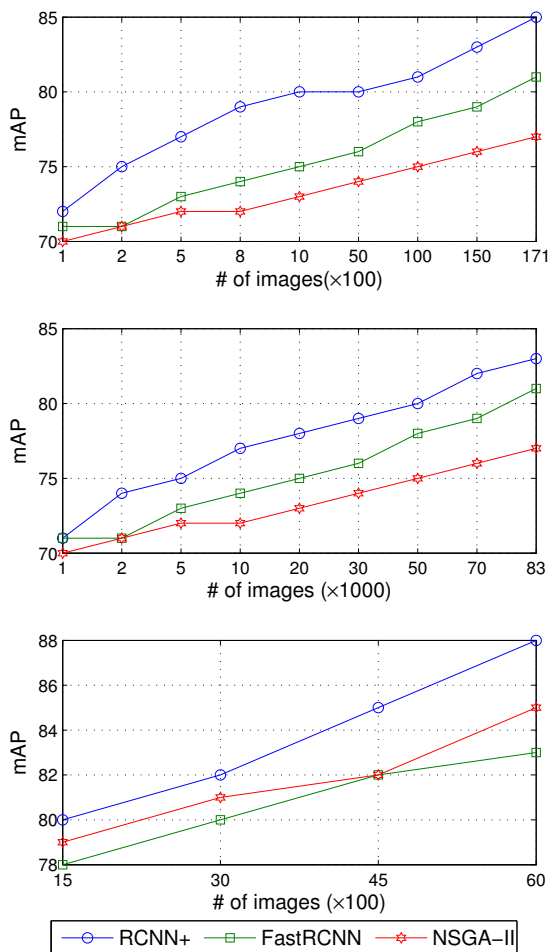 85
80
75
70
mAP
1 2 5 8 10 50 100 150 171
# of images(×100)
85
80
75
70
mAP
1 2 5 10 20 30 50 70 83
# of images (×1000)
88
86
84
82
80
78
mAP
15 30 45 60
# of images (×100)
RCNN+ FastRCNN NSGA−II